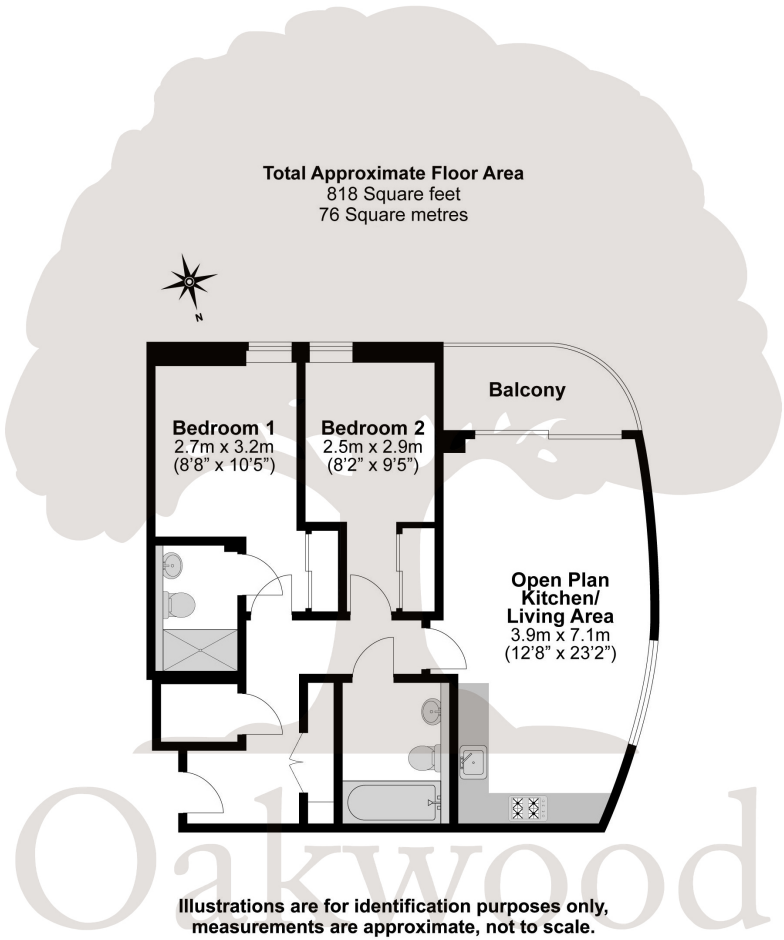 Total Approximate Floor Area
818 Square feet
76 Square metres
N
Balcony
Bedroom 1
2.7m x 3.2m
(8'8" x 10'5")
Bedroom 2
2.5m x 2.9m
(8'2" x 9'5")
Open Plan
Kitchen/
Living Area
3.9m x 7.1m
(12'8" x 23'2")
Oakwood
Illustrations are for identification purposes only,
measurements are approximate, not to scale.